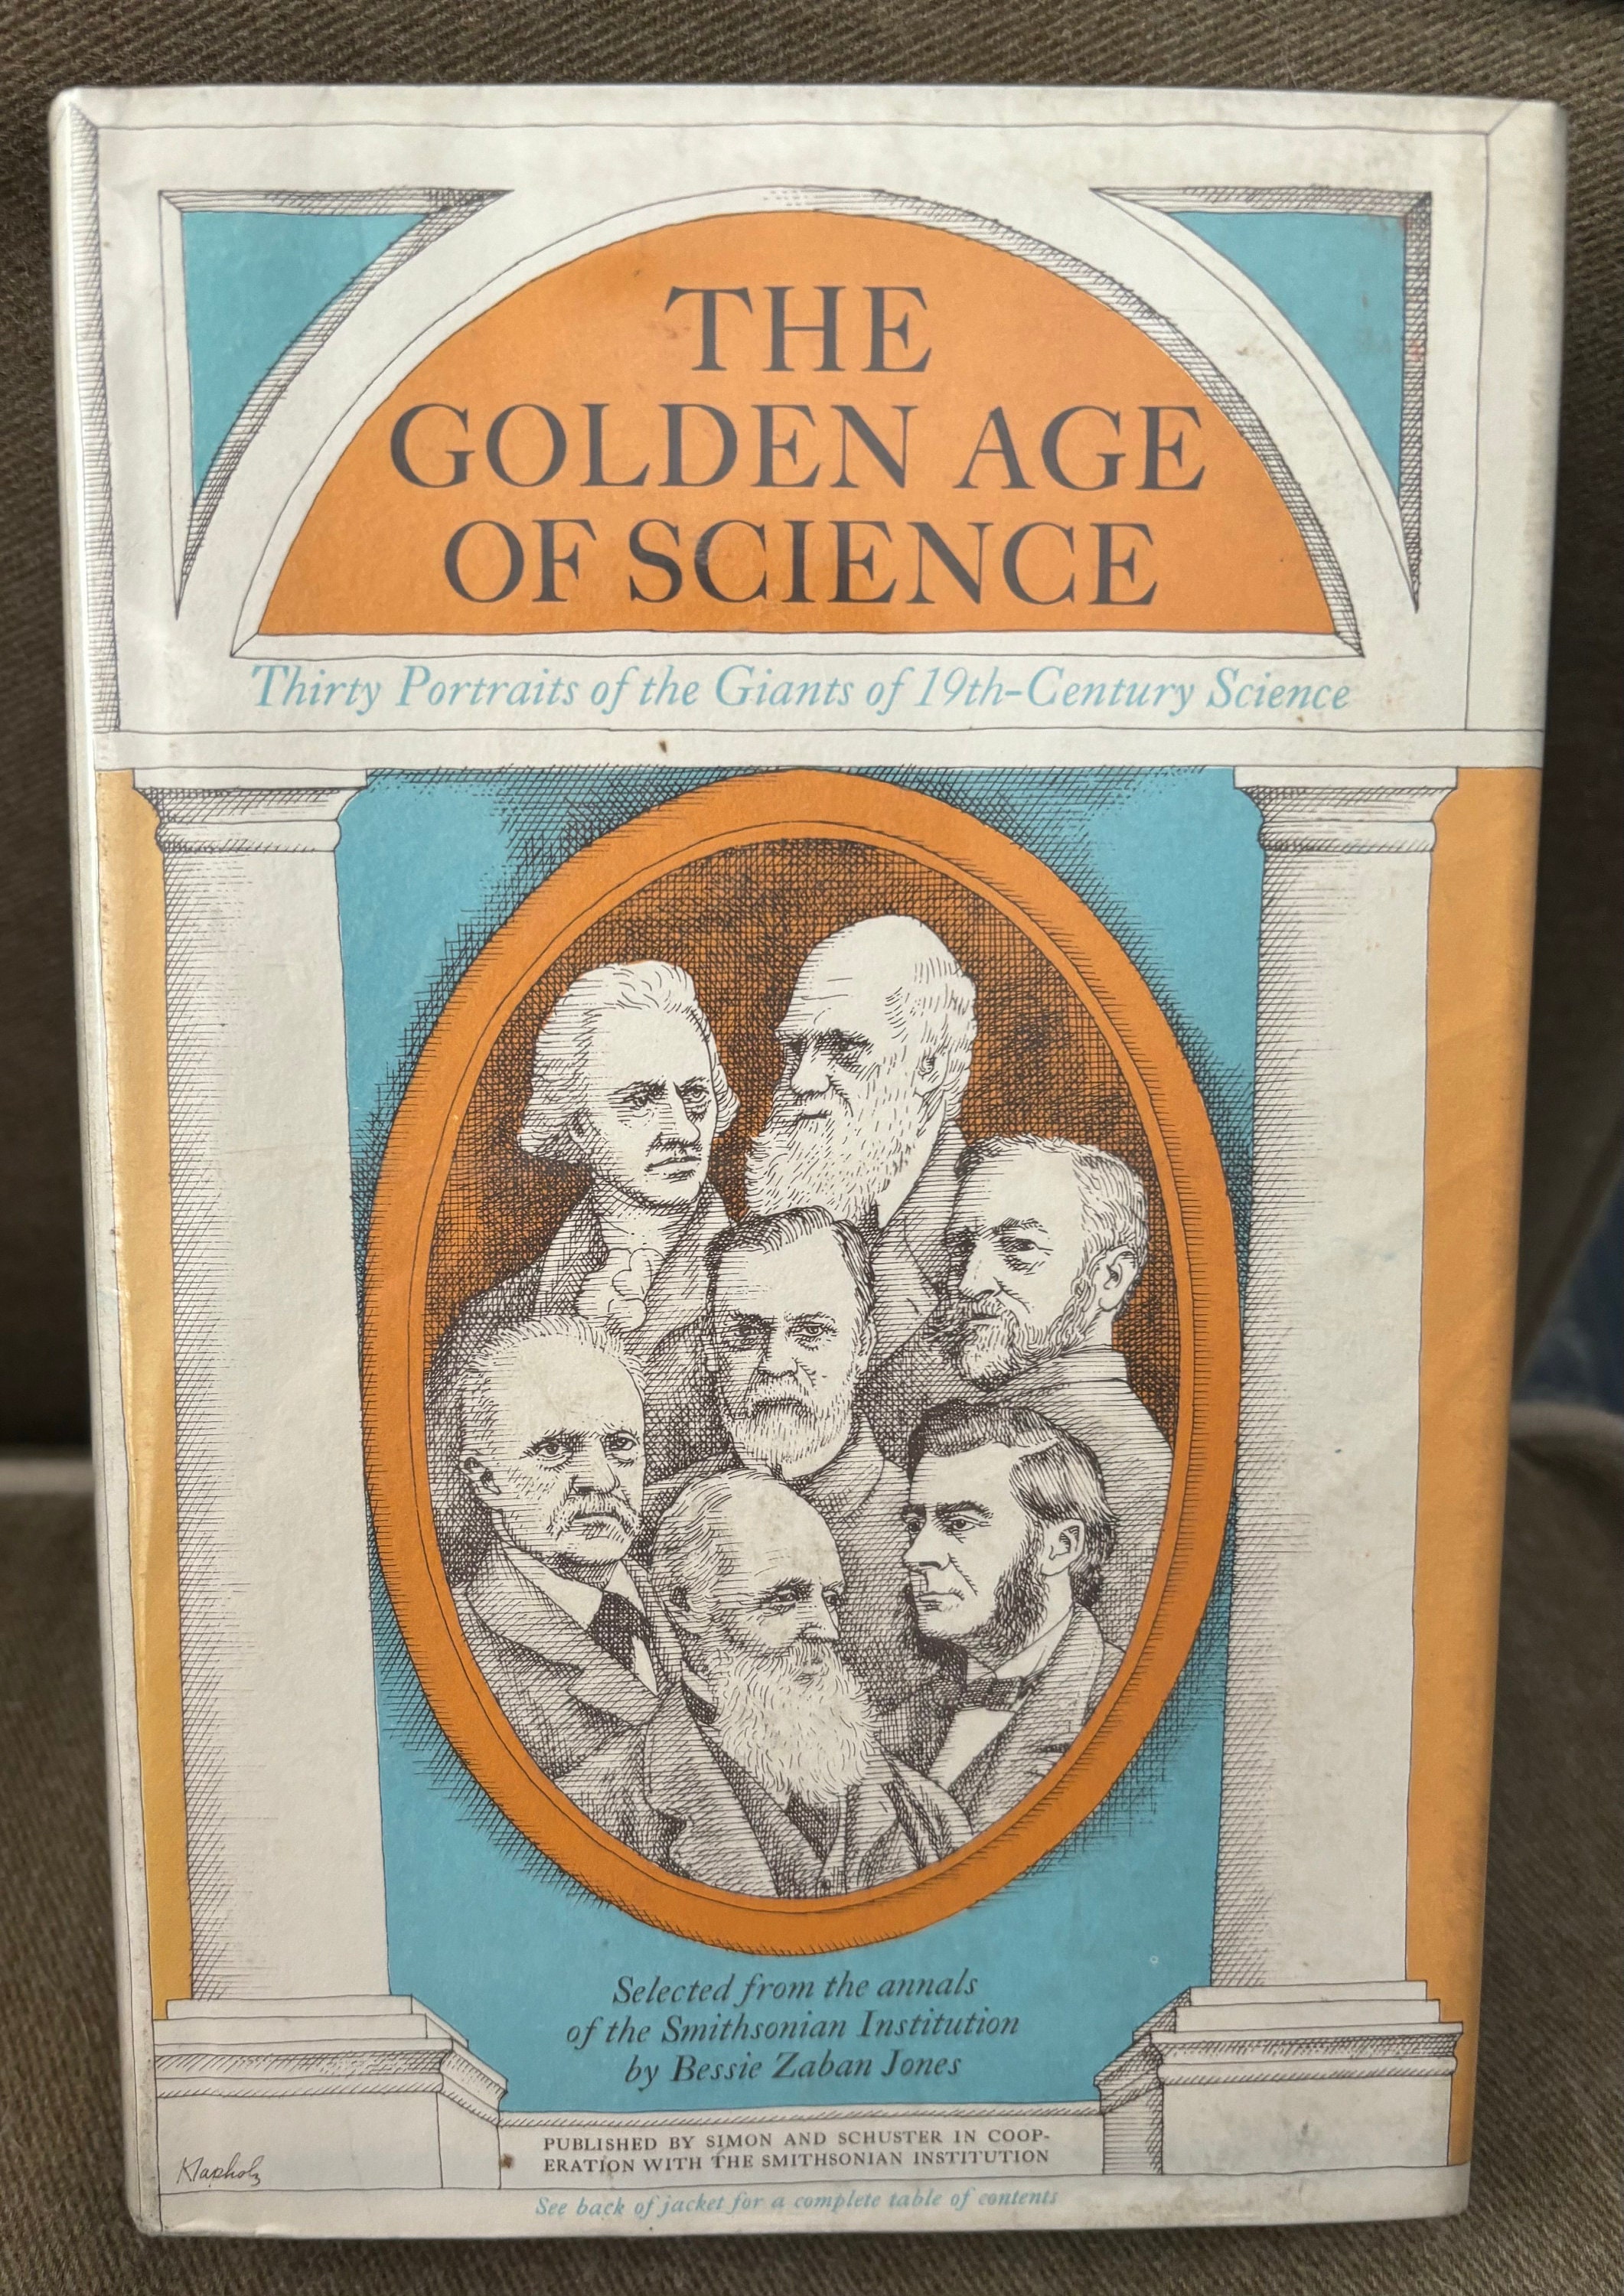 THE
GOLDEN AGE
OF SCIENCE
Thirty Portraits of the Giants of 19th-Century Science
Selected from the annals
of the Smithsonian Institution
by Bessie Zaban Jones
PUBLISHED BY SIMON AND SCHUSTER IN COOP-
ERATION WITH THE SMITHSONIAN INSTITUTION
Klapholz
See back of jacket for a complete table of contents